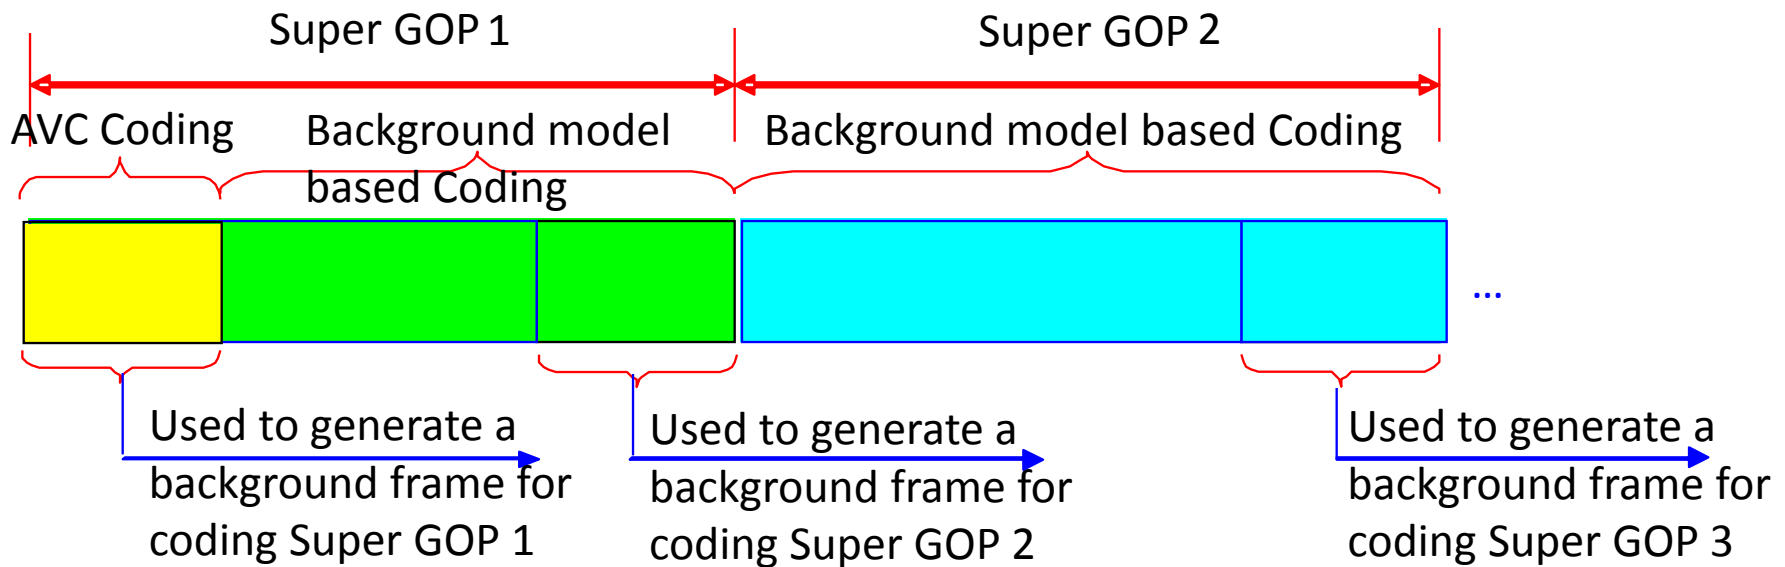 Super GOP 1
Super GOP 2
AVC Coding
Background model
based Coding
Background model based Coding
...
Used to generate a
background frame for
coding Super GOP 1
Used to generate a
background frame for
coding Super GOP 2
Used to generate a
background frame for
coding Super GOP 3